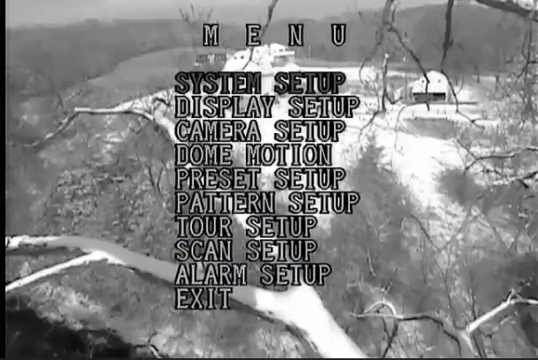 M E N U
SYSTEM SETUP
DISPLAY SETUP
CAMERA SETUP
DOME MOTION
PRESET SETUP
PATTERN SETUP
TOUR SETUP
SCAN SETUP
ALARM SETUP
EXIT